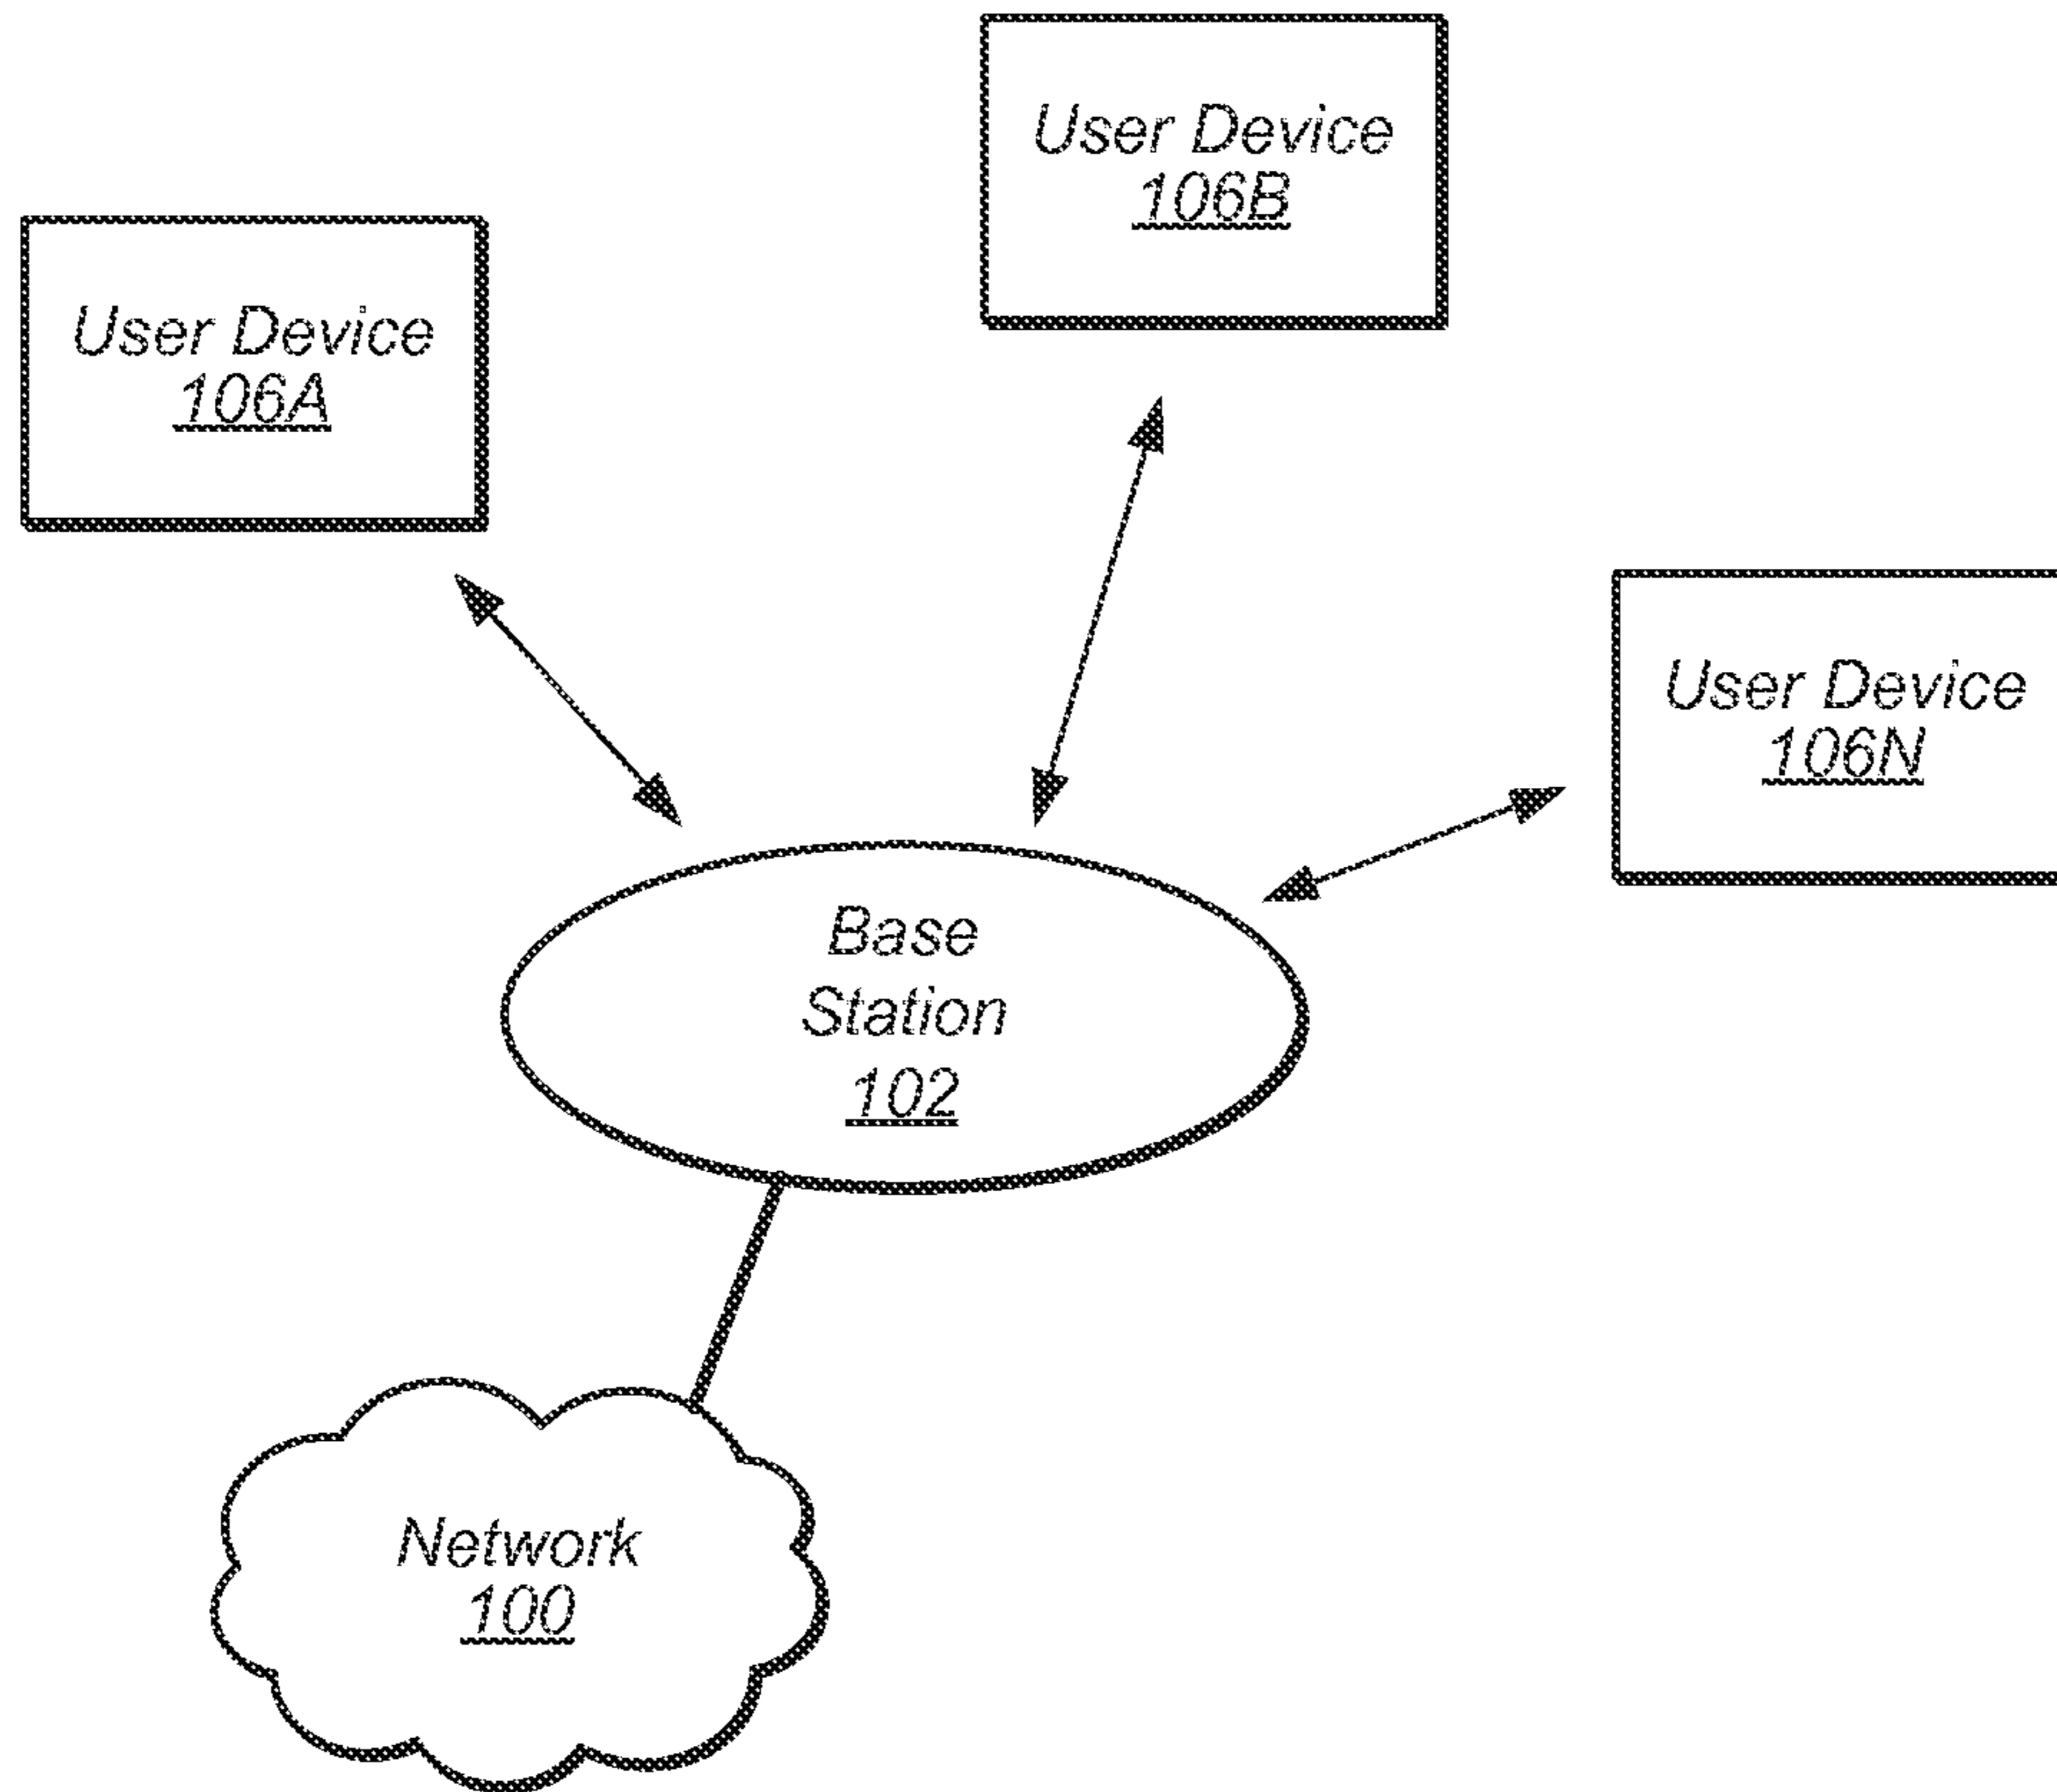 User Device
106B
User Device
106A
User Device
106N
Base
Station
102
Network
100